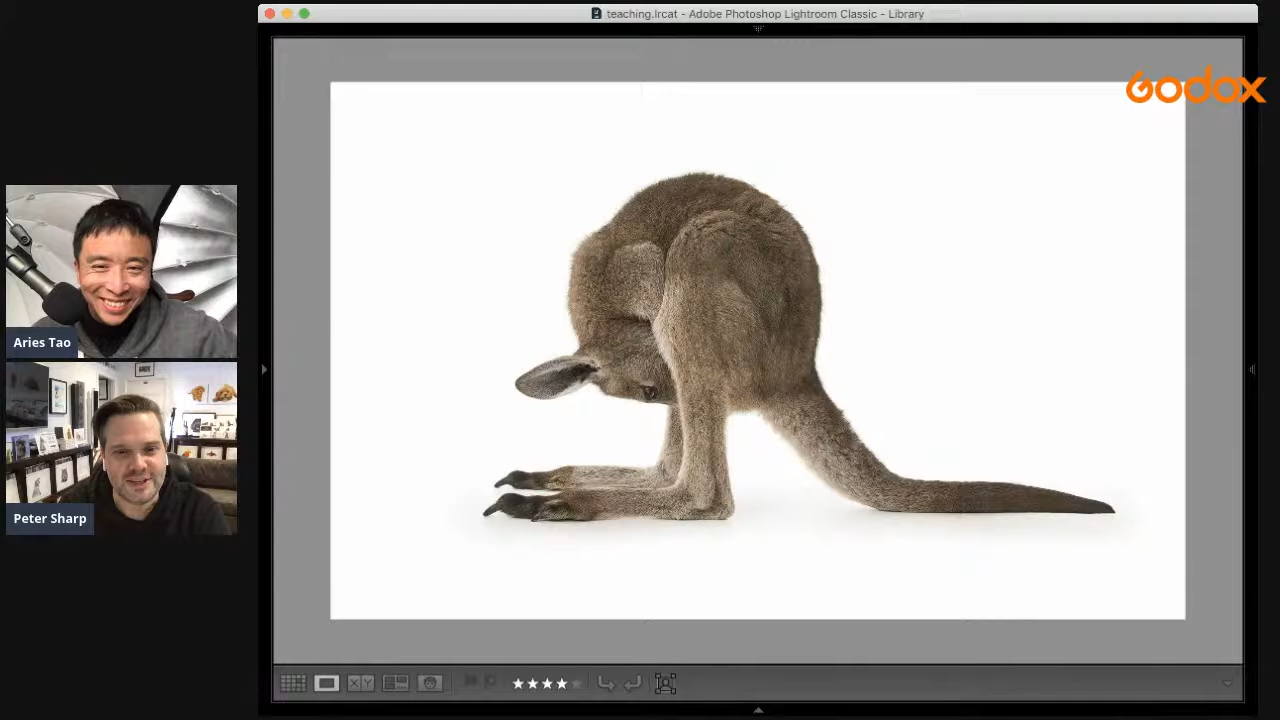 teaching.lrcat - Adobe Photoshop Lightroom Classic - Library
Godox
Aries Tao
Peter Sharp
X Y